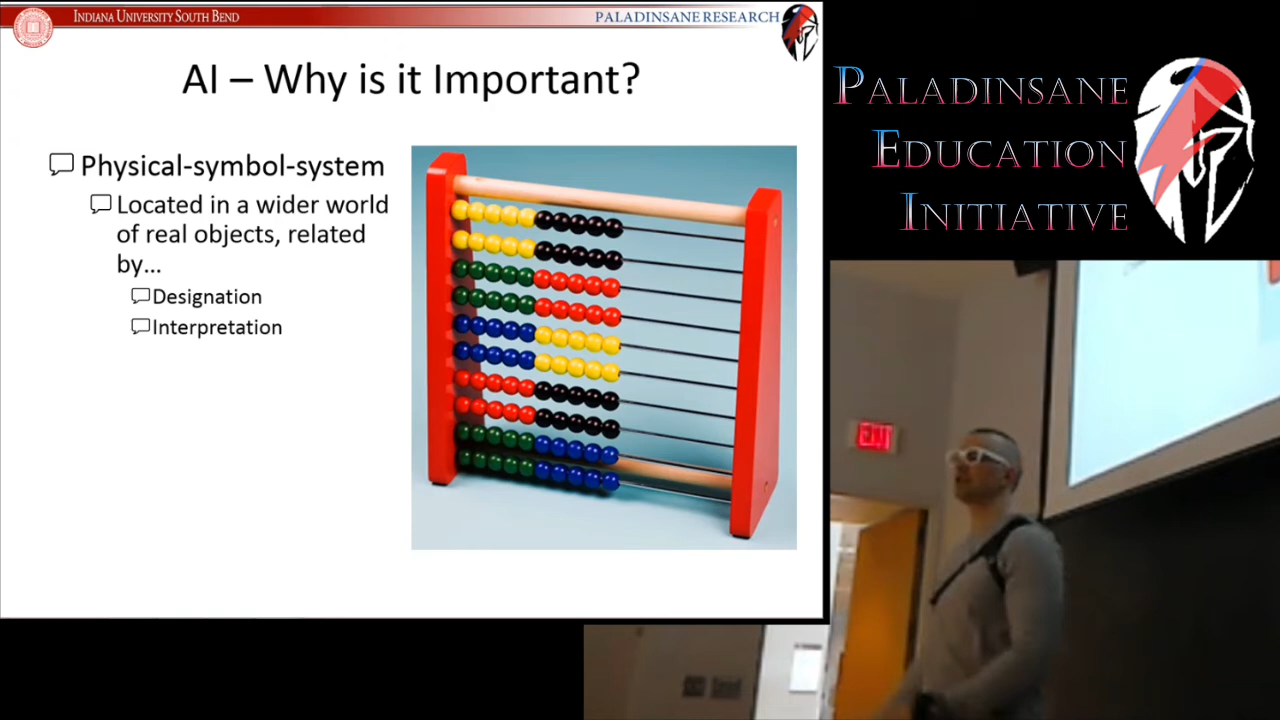 INDIANA UNIVERSITY SOUTH BEND
PALADINSANE RESEARCH
AI – Why is it Important?
Physical-symbol-system
Located in a wider world
of real objects, related
by…
Designation
Interpretation
PALADINSANE
EDUCATION
INITIATIVE
EXIT